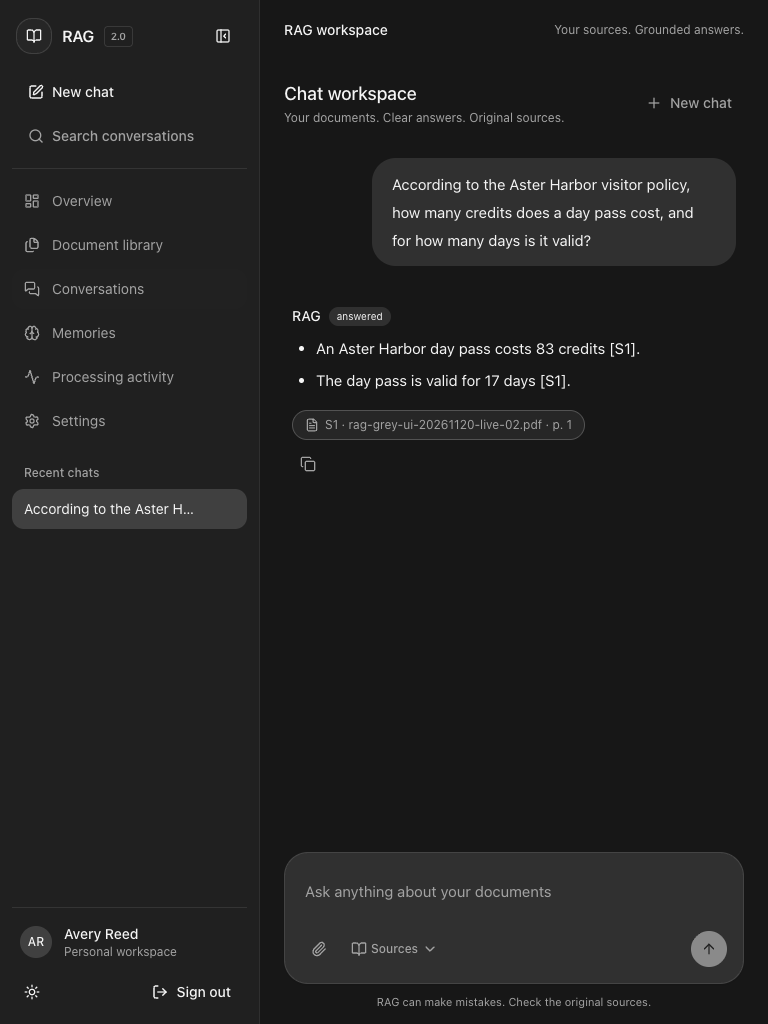 RAG 2.0
New chat
Search conversations
Overview
Document library
Conversations
Memories
Processing activity
Settings
Recent chats
According to the Aster H...
AR
Avery Reed
Personal workspace
Sign out
RAG workspace
Your sources. Grounded answers.
Chat workspace
Your documents. Clear answers. Original sources.
New chat
According to the Aster Harbor visitor policy,
how many credits does a day pass cost, and
for how many days is it valid?
RAG answered
• An Aster Harbor day pass costs 83 credits [S1].
• The day pass is valid for 17 days [S1].
S1 · rag-grey-ui-20261120-live-02.pdf · p. 1
Ask anything about your documents
Sources
RAG can make mistakes. Check the original sources.